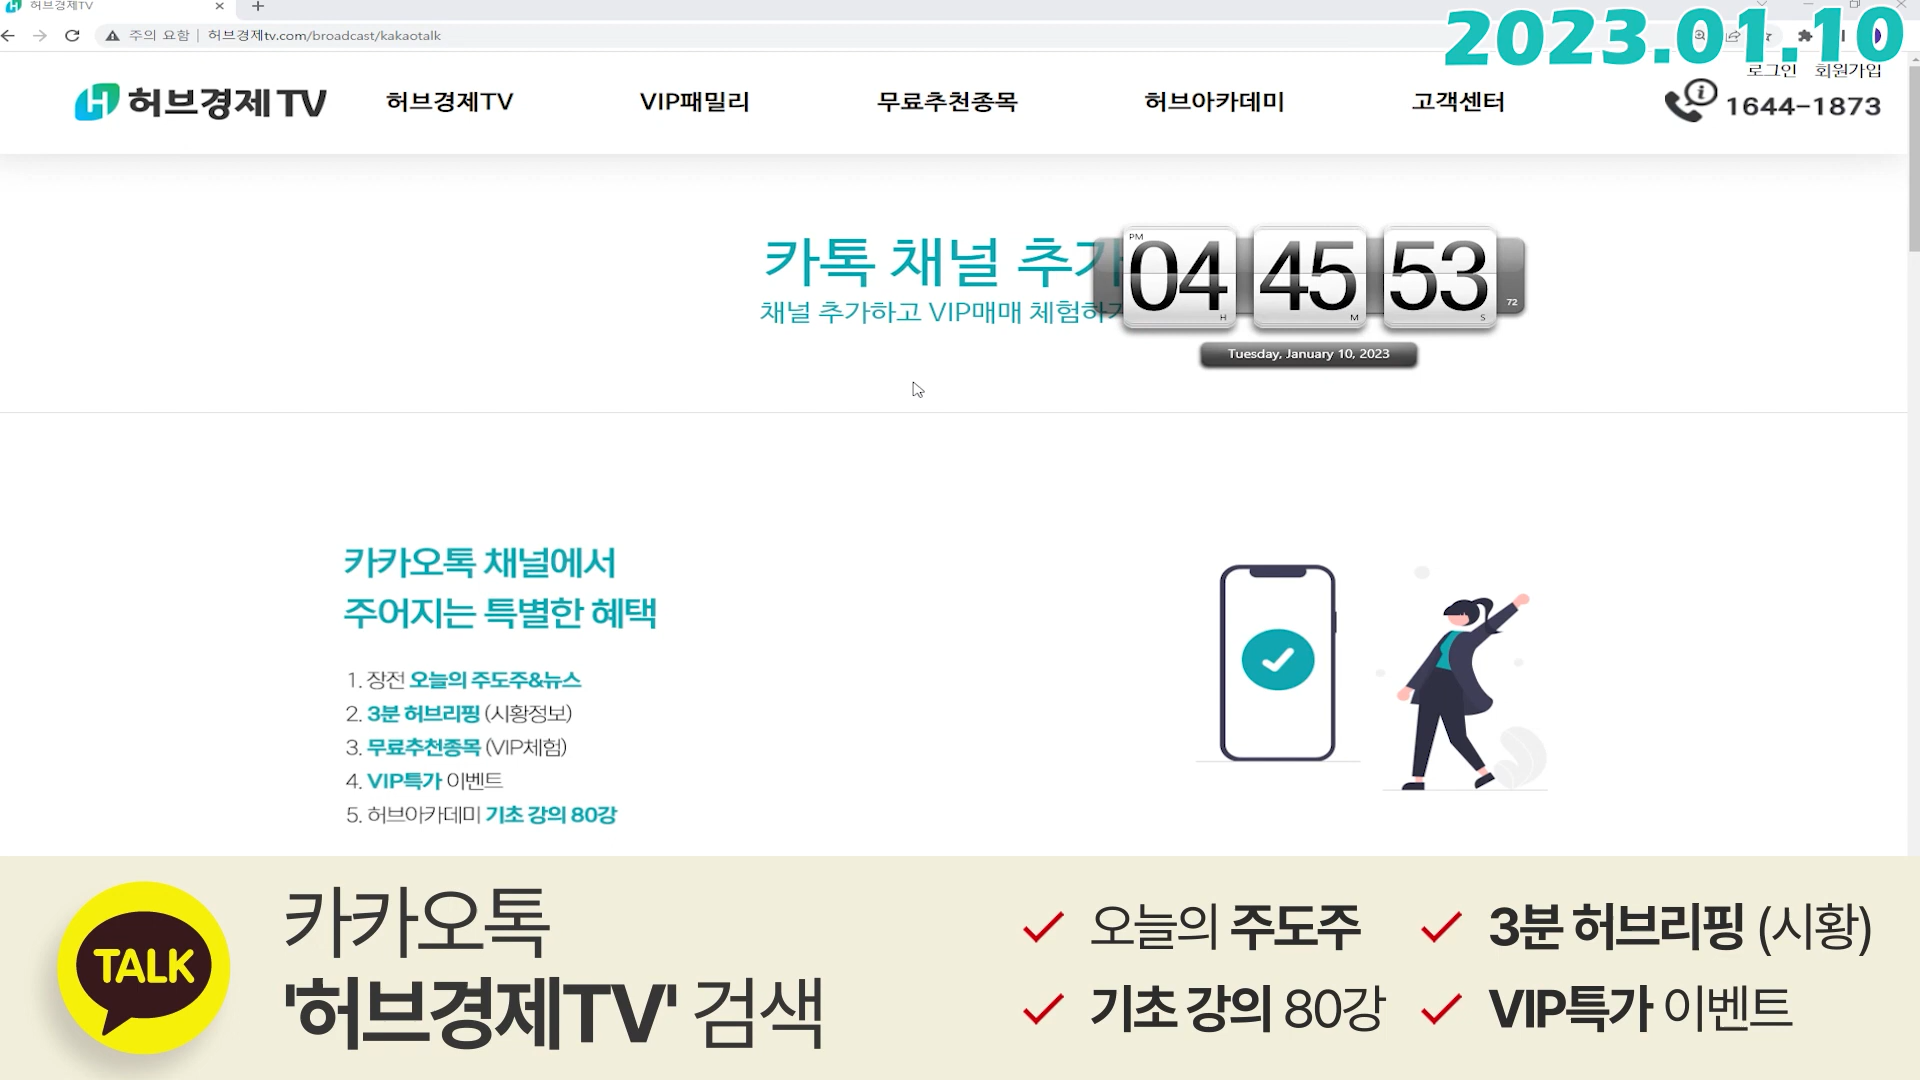 허브경제TV
주의 요함 | 허브경제tv.com/broadcast/kakaotalk
2023.01.10
로그인 회원가입
허브경제TV
허브경제TV
VIP패밀리
무료추천종목
허브아카데미
고객센터
1644-1873
카톡 채널 추가
채널 추가하고 VIP매매 체험하기
PM
04 45 53
H M S
72
Tuesday, January 10, 2023
카카오톡 채널에서
주어지는 특별한 혜택
1. 장전 오늘의 주도주&뉴스
2. 3분 허브리핑 (시황정보)
3. 무료추천종목 (VIP체험)
4. VIP특가 이벤트
5. 허브아카데미 기초 강의 80강
TALK
카카오톡
'허브경제TV' 검색
오늘의 주도주
3분 허브리핑 (시황)
기초 강의 80강
VIP특가 이벤트